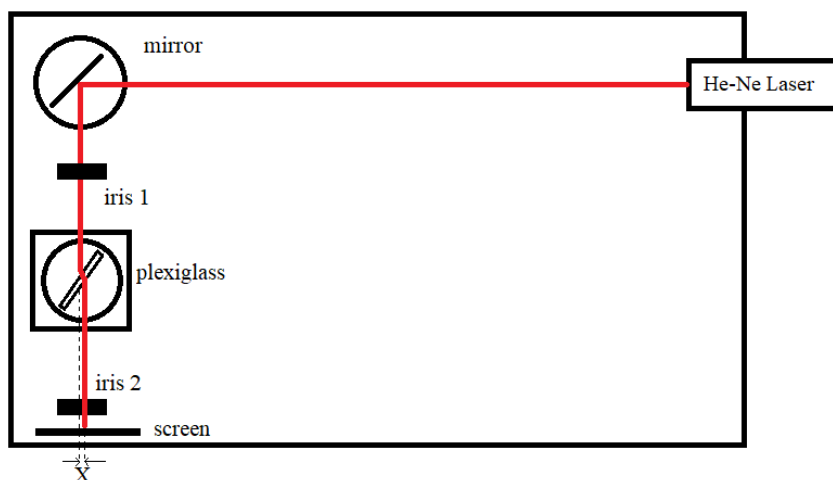 mirror
He-Ne Laser
iris 1
plexiglass
iris 2
screen
X